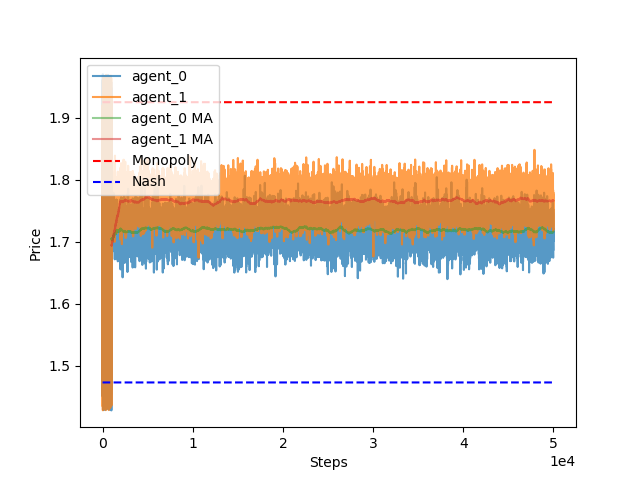 agent_0
agent_1
agent_0 MA
agent_1 MA
Monopoly
Nash
Price
1.9
1.8
1.7
1.6
1.5
0
1
2
3
4
5
1e4
Steps